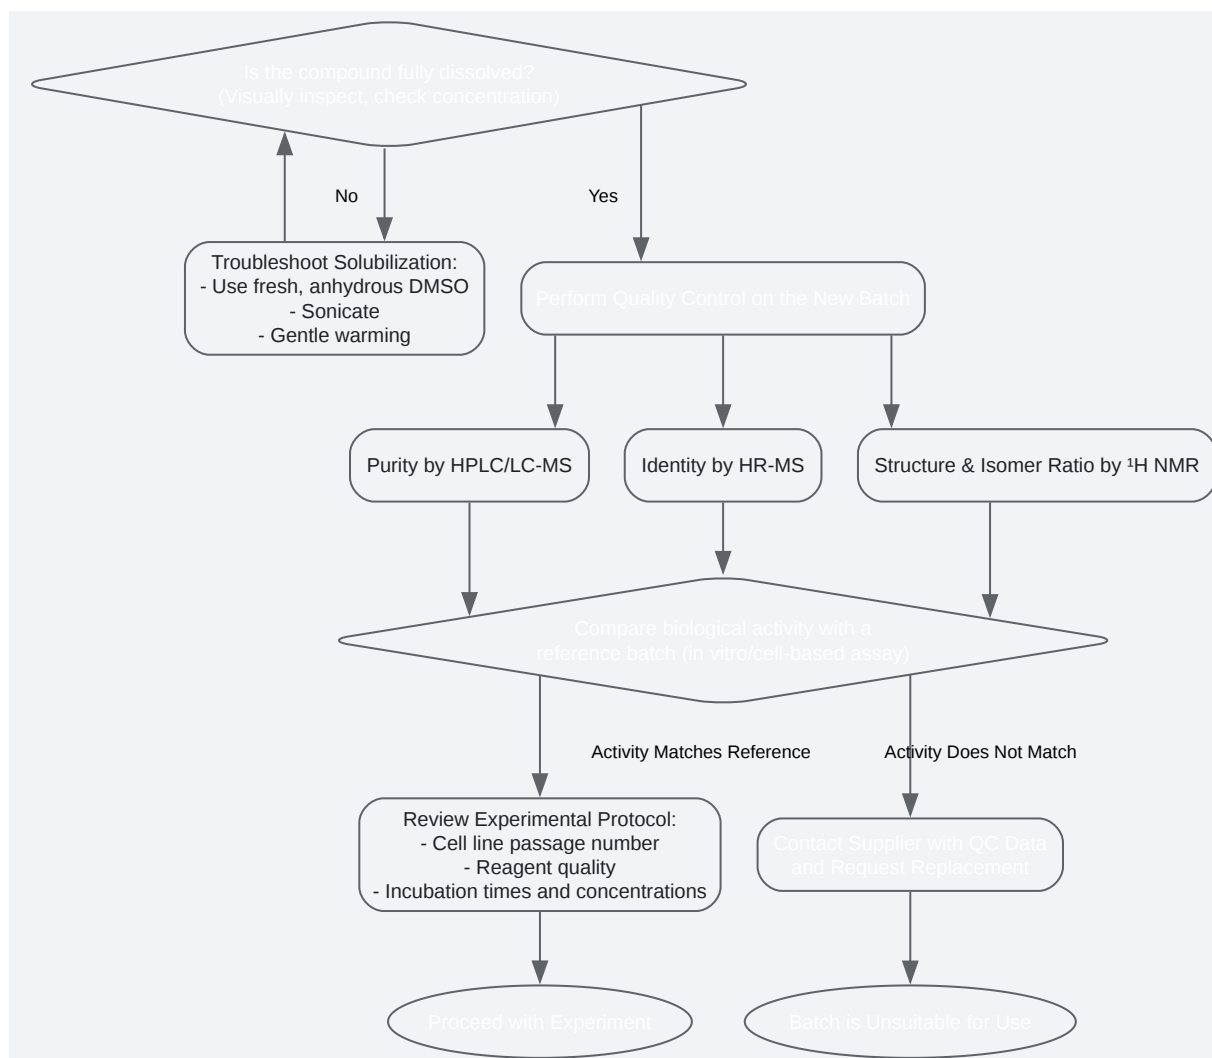 Is the compound fully dissolved?
(Visually inspect, check concentration)
No
Yes
Troubleshoot Solubilization:
- Use fresh, anhydrous DMSO
- Sonicate
- Gentle warming
Perform Quality Control on the New Batch
Purity by HPLC/LC-MS
Identity by HR-MS
Structure & Isomer Ratio by ¹H NMR
Compare biological activity with a
reference batch (in vitro/cell-based assay)
Activity Matches Reference
Activity Does Not Match
Review Experimental Protocol:
- Cell line passage number
- Reagent quality
- Incubation times and concentrations
Contact Supplier with QC Data
and Request Replacement
Proceed with Experiment
Batch is Unsuitable for Use